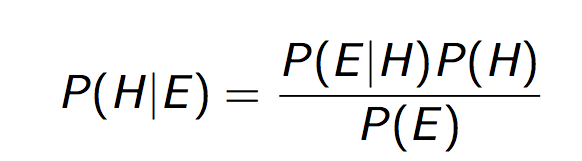 P(H|E) = P(E|H)P(H) / P(E)